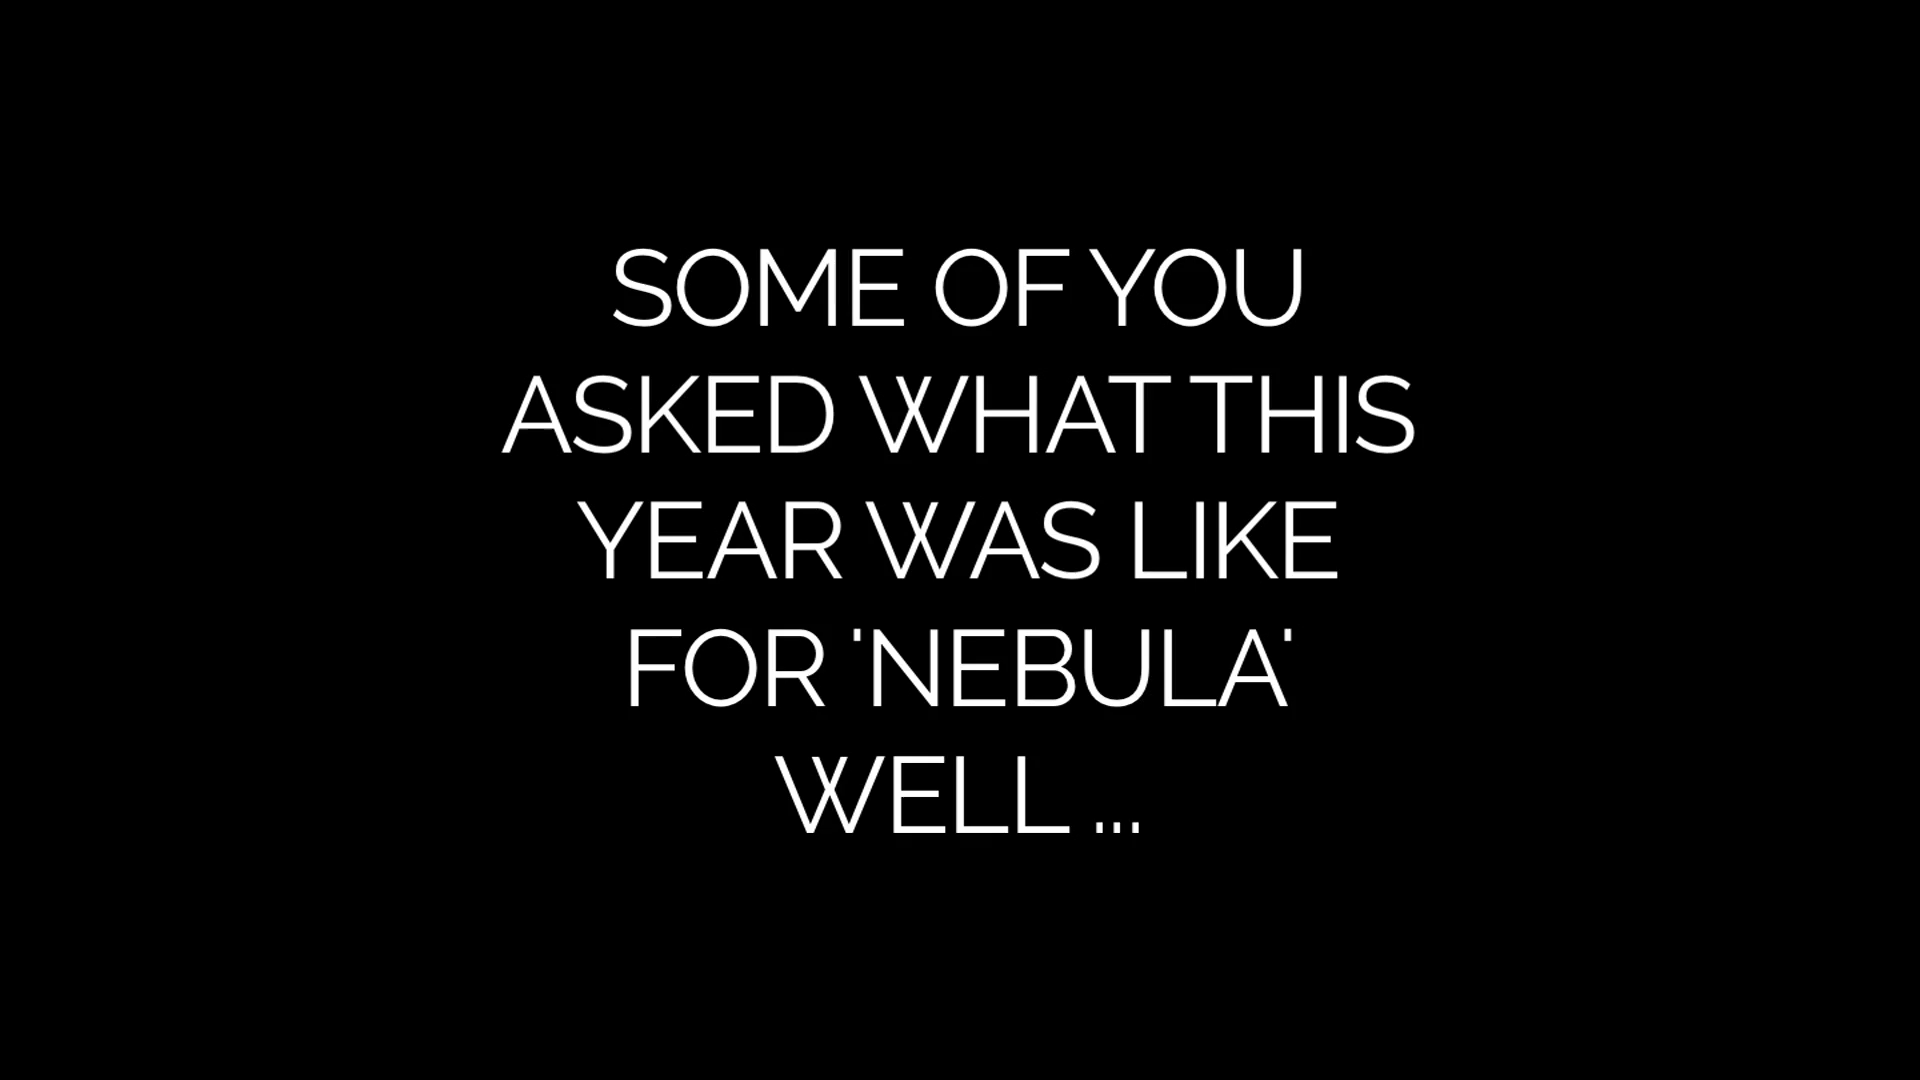 SOME OF YOU
ASKED WHAT THIS
YEAR WAS LIKE
FOR 'NEBULA'
WELL ...